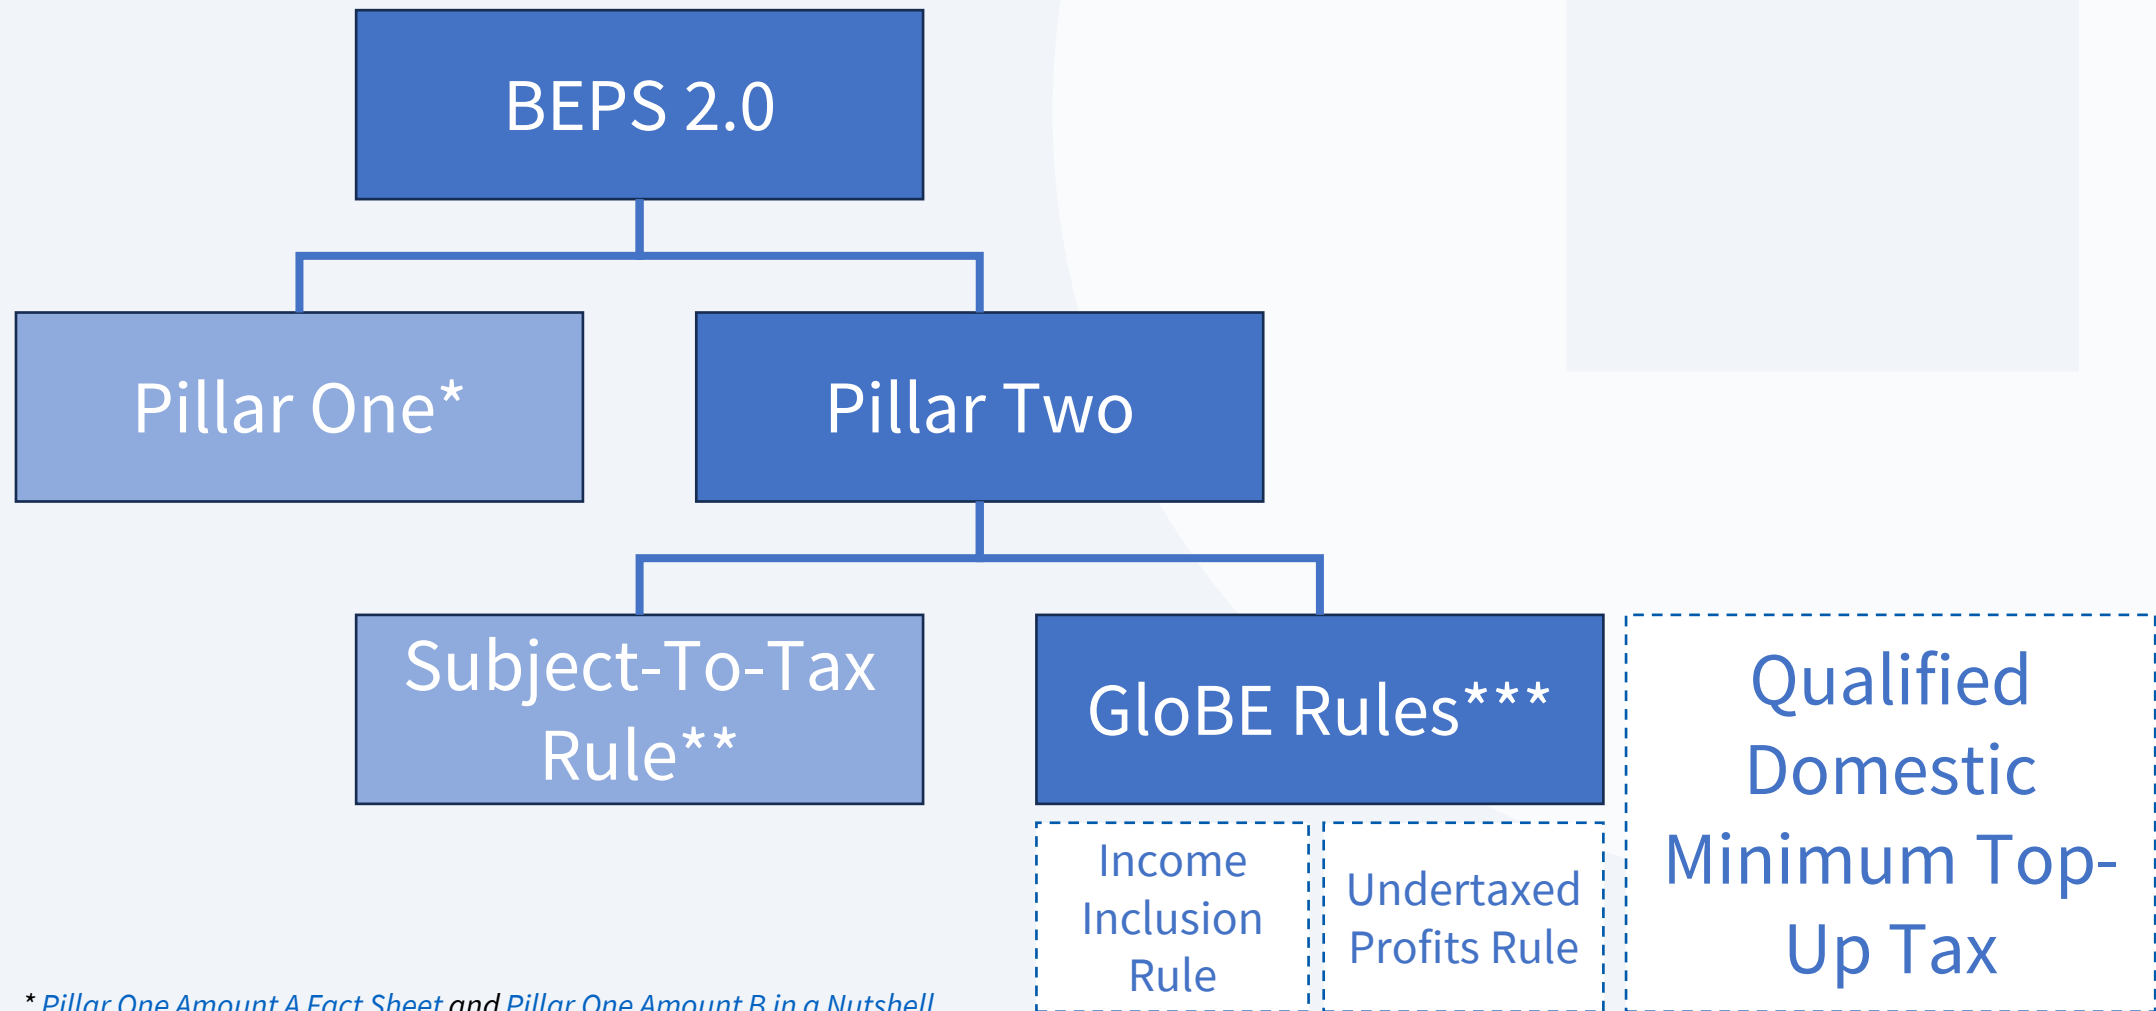 BEPS 2.0
Pillar One*
Pillar Two
Subject-To-Tax
Rule**
GloBE Rules***
Income
Inclusion
Rule
Undertaxed
Profits Rule
Qualified
Domestic
Minimum Top-
Up Tax
* Pillar One Amount A Fact Sheet and Pillar One Amount B in a Nutshell